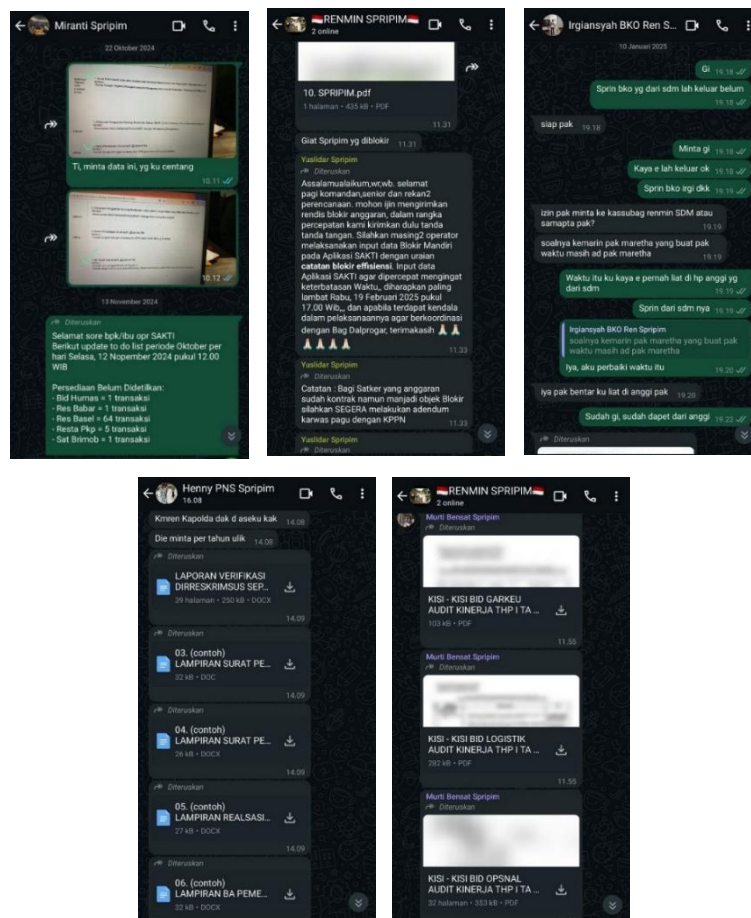 Miranti Spripim
22 Oktober 2024
Ti, minta data ini, yg ku centang
10.11
10.12
13 November 2024
Diteruskan
Selamat sore bpk/ibu opr SAKTI
Berikut update to do list periode Oktober per
hari Selasa, 12 Nopember 2024 pukul 12.00
WIB
Persediaan Belum Didetilkan:
- Bid Humas = 1 transaksi
- Res Babar = 1 transaksi
- Res Basel = 64 transaksi
- Resta Pkp = 5 transaksi
- Sat Brimob = 1 transaksi
RENMIN SPRIPIM
2 online
10. SPRIPIM.pdf
1 halaman • 435 kB • PDF
11.31
Giat Spripim yg diblokir 11.31
Yuslidar Spripim
Diteruskan
Assalamualaikum,wr,wb. selamat
pagi komandan,senior dan rekan2
perencanaan. mohon ijin mengirimkan
rendis blokir anggaran, dalam rangka
percepatan kami kirimkan dulu tanda
tanda tangan. Silahkan masing2 operator
melaksanakan input data Blokir Mandiri
pada Aplikasi SAKTI dengan uraian
catatan blokir effisiensi. Input data
Aplikasi SAKTI agar dipercepat mengingat
keterbatasan Waktu,, diharapkan paling
lambat Rabu, 19 Februari 2025 pukul
17.00 Wib,,, dan apabila terdapat kendala
dalam pelaksanaannya agar berkoordinasi
dengan Bag Dalprogar, terimakasih
11.33
Yuslidar Spripim
Diteruskan
Catatan : Bagi Satker yang anggaran
sudah kontrak namun manjadi objek Blokir
silahkan SEGERA melakukan adendum
karwas pagu dengan KPPN
11.33
Yuslidar Spripim
Diteruskan
Irgiansyah BKO Ren S...
10 Januari 2025
Gi 19.18
Sprin bko yg dari sdm lah keluar belum
19.18
siap pak 19.18
Minta gi 19.18
Kaya e lah keluar ok 19.18
Sprin bko irgi dkk 19.19
izin pak minta ke kassubag renmin SDM atau
samapta pak? 19.19
soalnya kemarin pak maretha yang buat pak
waktu masih ad pak maretha 19.19
Waktu itu ku kaya e pernah liat di hp anggi yg
dari sdm 19.19
Sprin dari sdm nya 19.19
Irgiansyah BKO Ren Spripim
soalnya kemarin pak maretha yang buat pak
waktu masih ad pak maretha
Iya, aku perbaiki waktu itu 19.20
iya pak bentar ku liat di anggi pak 19.20
Sudah gi, sudah dapet dari anggi 19.22
Diteruskan
Henny PNS Spripim
16.08
Kmren Kapolda dak d aseku kak 14.08
Die minta per tahun ulik 14.08
Diteruskan
LAPORAN VERIFIKASI
DIRRESKRIMSUS SEP...
39 halaman • 250 kB • DOCX
14.09
Diteruskan
03. (contoh)
LAMPIRAN SURAT PE...
32 kB • DOC
14.09
Diteruskan
04. (contoh)
LAMPIRAN SURAT PE...
26 kB • DOCX
14.09
Diteruskan
05. (contoh)
LAMPIRAN REALSASI...
27 kB • DOCX
14.09
Diteruskan
06. (contoh)
LAMPIRAN BA PEME...
32 kB • DOCX
RENMIN SPRIPIM
2 online
Murti Bensat Spripim
Diteruskan
KISI - KISI BID GARKEU
AUDIT KINERJA THP I TA ...
103 kB • PDF
11.55
Murti Bensat Spripim
Diteruskan
KISI - KISI BID LOGISTIK
AUDIT KINERJA THP I TA ...
282 kB • PDF
11.55
Murti Bensat Spripim
Diteruskan
KISI - KISI BID OPSNAL
AUDIT KINERJA THP I TA ...
32 halaman • 353 kB • PDF